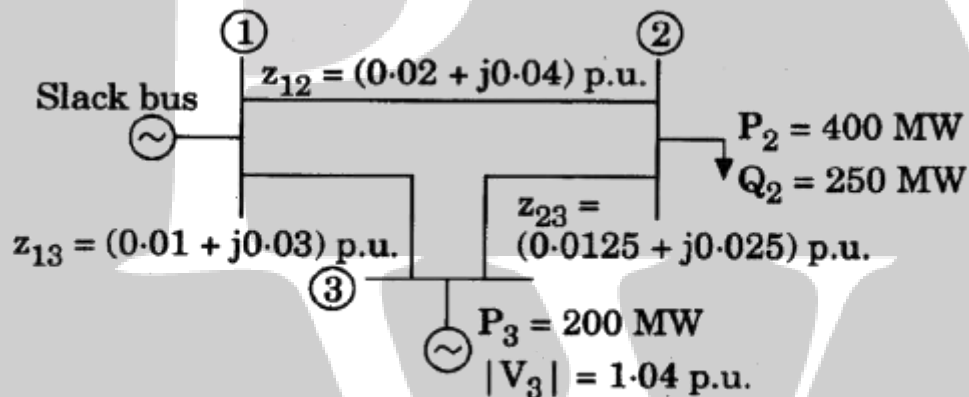 ① ②
z₁₂ = (0·02 + j0·04) p.u.
Slack bus
P₂ = 400 MW
Q₂ = 250 MW
z₂₃ =
(0·0125 + j0·025) p.u.
z₁₃ = (0·01 + j0·03) p.u.
③
P₃ = 200 MW
|V₃| = 1·04 p.u.